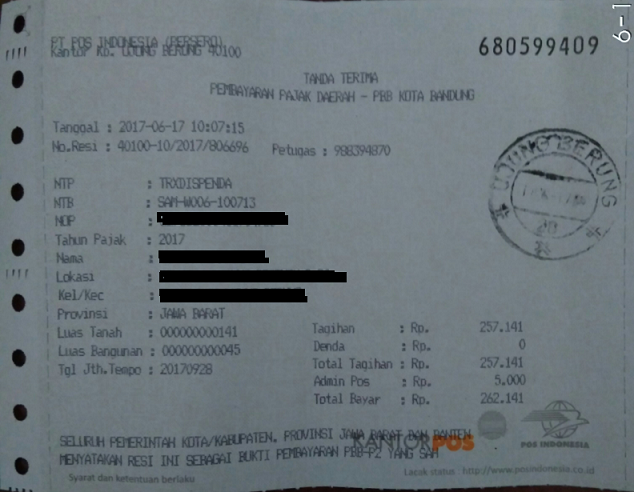 6-1
PT POS INDONESIA (PERSERO)
Kantor Kb. UJUNG BERUNG 40100
680599409
TANDA TERIMA
PEMBAYARAN PAJAK DAERAH - PBB KOTA BANDUNG
Tanggal : 2017-06-17 10:07:15
No.Resi : 40100-10/2017/806696 Petugas : 988394870
UJUNG BERUNG
NTP : TRXDISPENDA
NTB : SAM-W006-100713
NOP :
Tahun Pajak : 2017
Nama :
Lokasi :
Kel/Kec :
Provinsi : JAWA BARAT
Luas Tanah : 000000000141 Tagihan : Rp. 257.141
Luas Bangunan : 000000000045 Denda : Rp. 0
Tgl Jth.Tempo : 20170928 Total Tagihan : Rp. 257.141
Admin Pos : Rp. 5.000
Total Bayar : Rp. 262.141
SELURUH PEMERINTAH KOTA/KABUPATEN, PROVINSI JAWA BARAT DAN BANTEN
KANTORPOS
POS INDONESIA
MENYATAKAN RESI INI SEBAGAI BUKTI PEMBAYARAN PBB-P2 YANG SAH
Lacak status : http://www.posindonesia.co.id
Syarat dan ketentuan berlaku